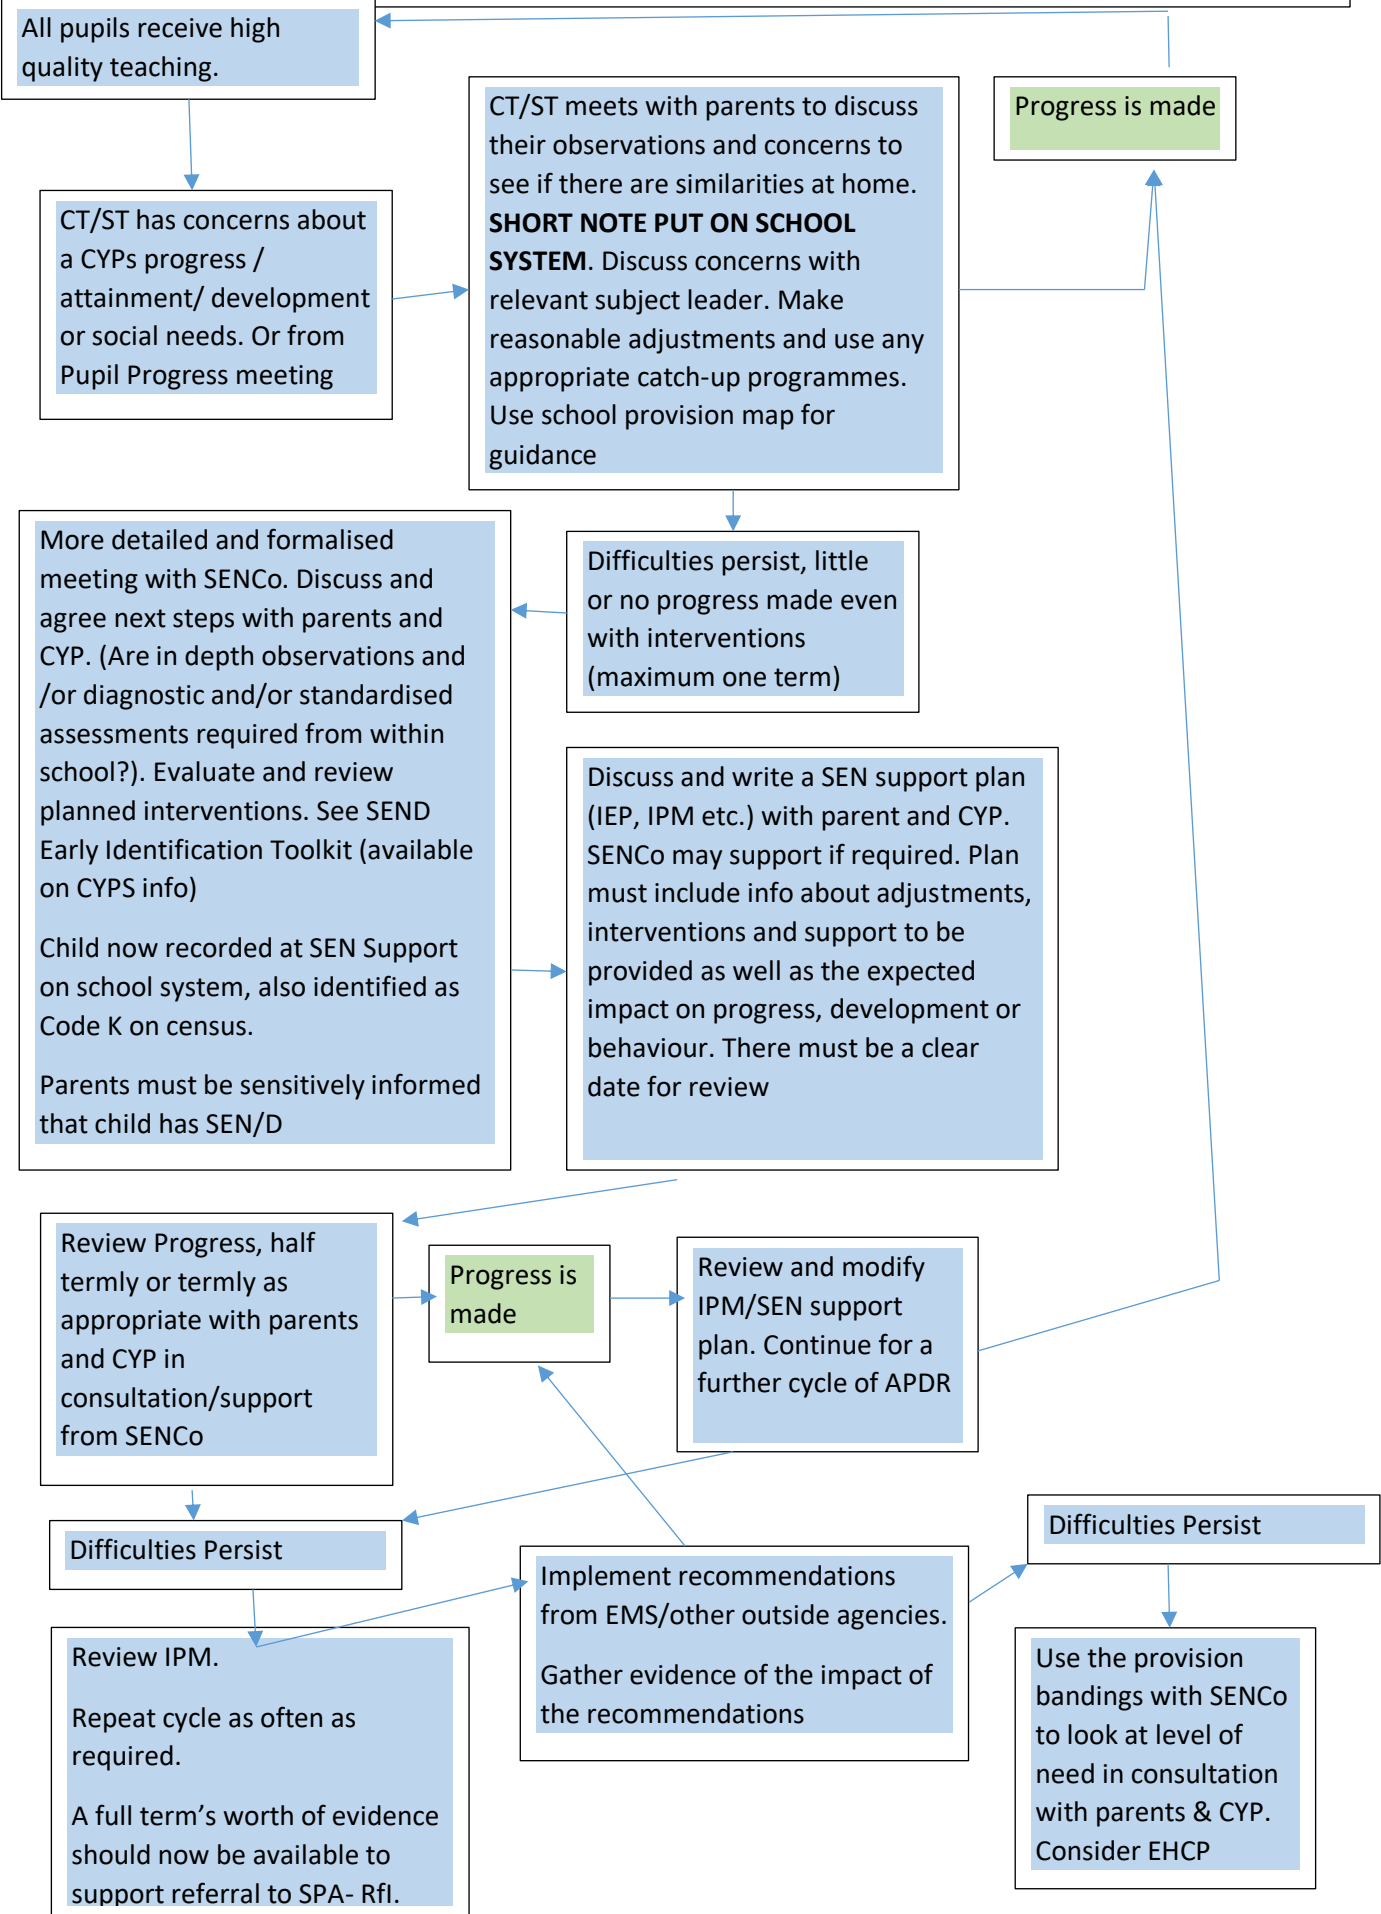 All pupils receive high
quality teaching.
CT/ST has concerns about
a CYPs progress /
attainment/ development
or social needs. Or from
Pupil Progress meeting
CT/ST meets with parents to discuss
their observations and concerns to
see if there are similarities at home.
SHORT NOTE PUT ON SCHOOL
SYSTEM. Discuss concerns with
relevant subject leader. Make
reasonable adjustments and use any
appropriate catch-up programmes.
Use school provision map for
guidance
Progress is made
Difficulties persist, little
or no progress made even
with interventions
(maximum one term)
More detailed and formalised
meeting with SENCo. Discuss and
agree next steps with parents and
CYP. (Are in depth observations and
/or diagnostic and/or standardised
assessments required from within
school?). Evaluate and review
planned interventions. See SEND
Early Identification Toolkit (available
on CYPS info)
Child now recorded at SEN Support
on school system, also identified as
Code K on census.
Parents must be sensitively informed
that child has SEN/D
Discuss and write a SEN support plan
(IEP, IPM etc.) with parent and CYP.
SENCo may support if required. Plan
must include info about adjustments,
interventions and support to be
provided as well as the expected
impact on progress, development or
behaviour. There must be a clear
date for review
Review Progress, half
termly or termly as
appropriate with parents
and CYP in
consultation/support
from SENCo
Progress is
made
Review and modify
IPM/SEN support
plan. Continue for a
further cycle of APDR
Difficulties Persist
Review IPM.
Repeat cycle as often as
required.
A full term’s worth of evidence
should now be available to
support referral to SPA- RfI.
Implement recommendations
from EMS/other outside agencies.
Gather evidence of the impact of
the recommendations
Difficulties Persist
Use the provision
bandings with SENCo
to look at level of
need in consultation
with parents & CYP.
Consider EHCP